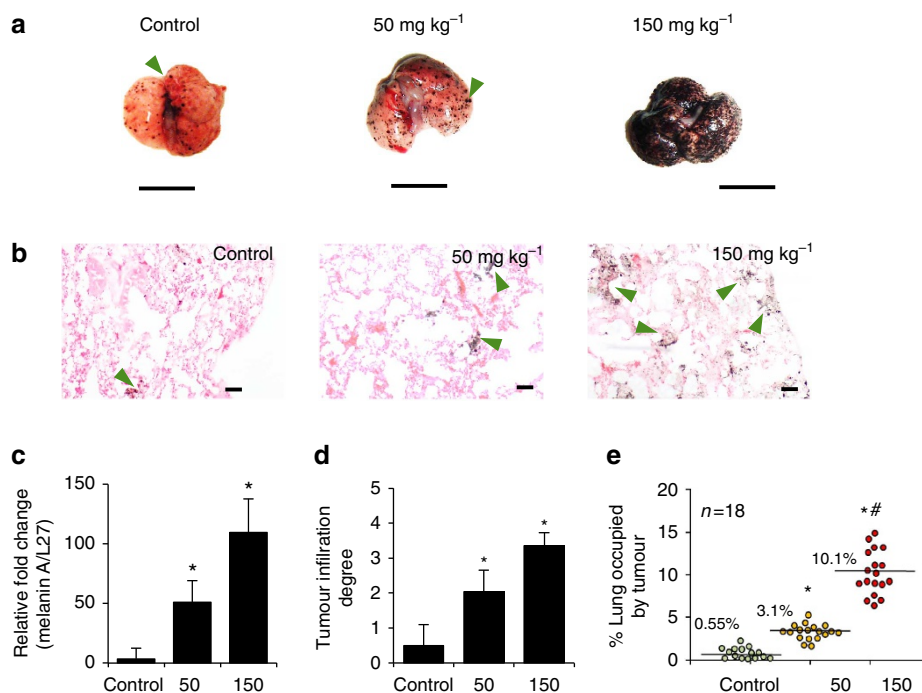 a
Control
50 mg kg⁻¹
150 mg kg⁻¹
b
Control
50 mg kg⁻¹
150 mg kg⁻¹
c
Relative fold change
(melanin A/L27)
150
100
50
0
*
*
Control
50
150
d
Tumour infilration
degree
5
4
3
2
1
0
*
*
Control
50
150
e
% Lung occupied
by tumour
20
15
10
5
0
n=18
0.55%
3.1%
*
10.1%
*#
Control
50
150